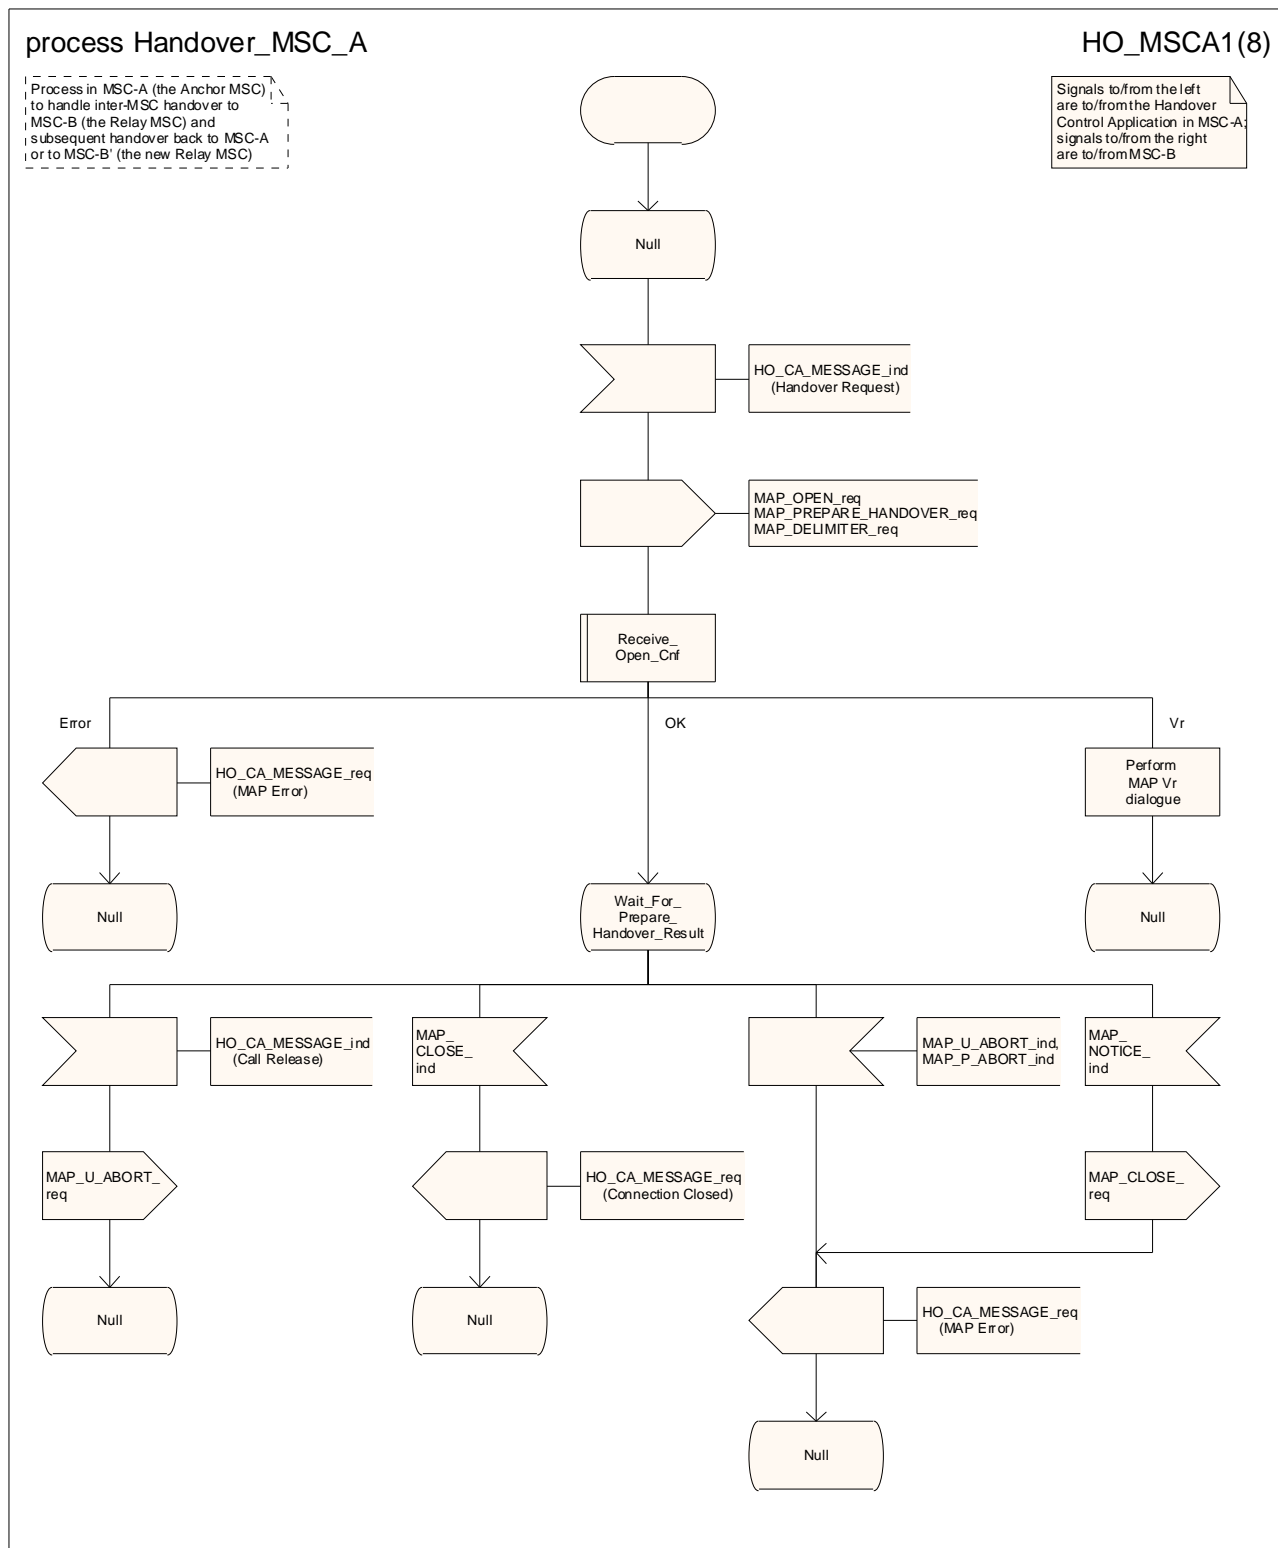 process Handover_MSC_A
HO_MSCA1(8)
Process in MSC-A (the Anchor MSC)
to handle inter-MSC handover to
MSC-B (the Relay MSC) and
subsequent handover back to MSC-A
or to MSC-B' (the new Relay MSC)
Signals to/from the left
are to/from the Handover
Control Application in MSC-A;
signals to/from the right
are to/from MSC-B
Null
HO_CA_MESSAGE_ind
(Handover Request)
MAP_OPEN_req
MAP_PREPARE_HANDOVER_req
MAP_DELIMITER_req
Receive_
Open_Cnf
Error
OK
Vr
HO_CA_MESSAGE_req
(MAP Error)
Perform
MAP Vr
dialogue
Null
Wait_For_
Prepare_
Handover_Result
Null
HO_CA_MESSAGE_ind
(Call Release)
MAP_
CLOSE_
ind
MAP_U_ABORT_ind,
MAP_P_ABORT_ind
MAP_
NOTICE_
ind
MAP_U_ABORT_
req
HO_CA_MESSAGE_req
(Connection Closed)
MAP_CLOSE_
req
Null
Null
HO_CA_MESSAGE_req
(MAP Error)
Null